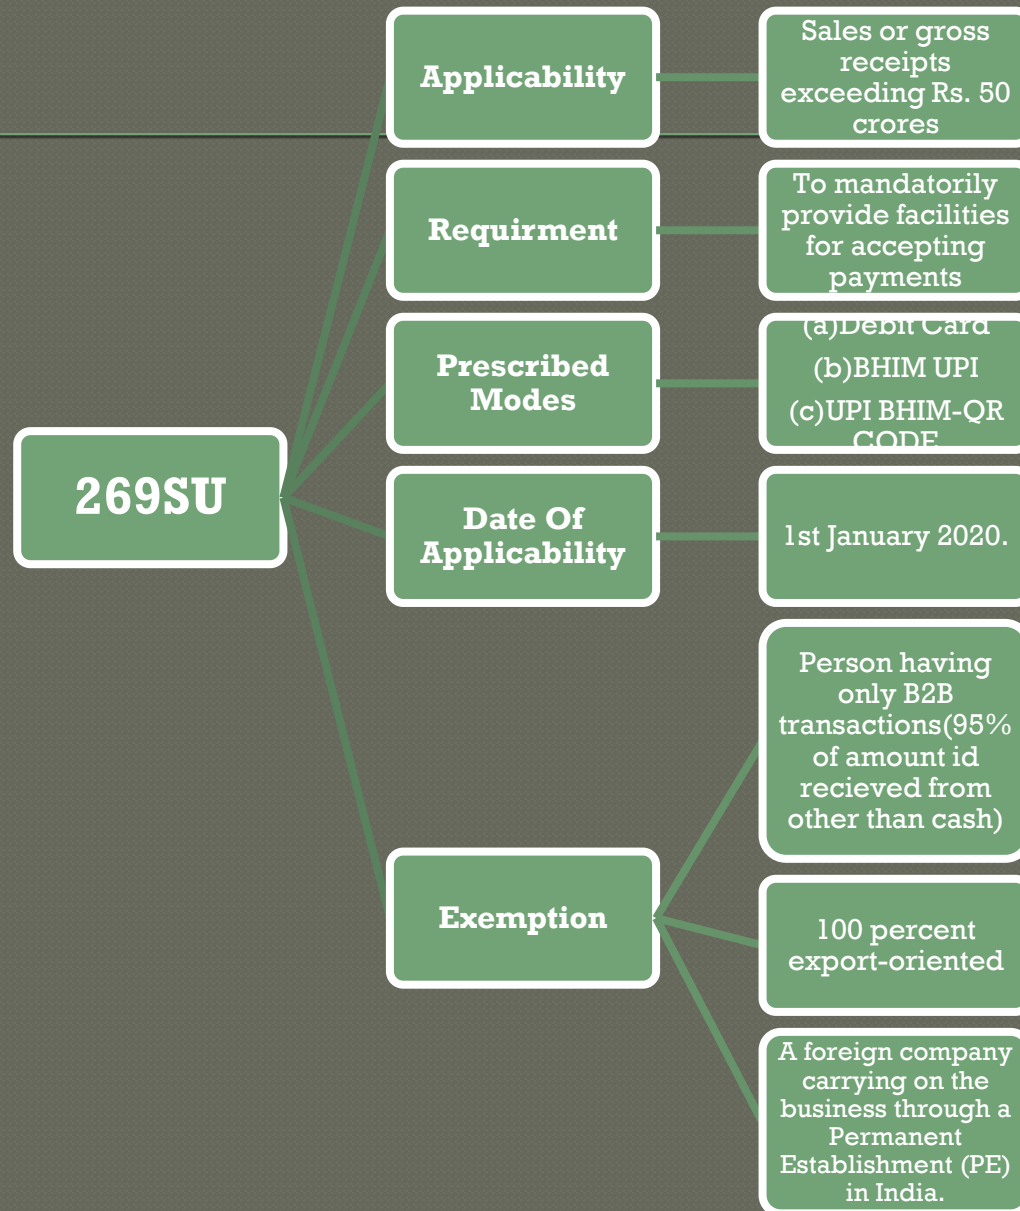 269SU
Applicability
Sales or gross
receipts
exceeding Rs. 50
crores
Requirment
To mandatorily
provide facilities
for accepting
payments
Prescribed
Modes
(a)Debit Card
(b)BHIM UPI
(c)UPI BHIM-QR
CODE
Date Of
Applicability
1st January 2020.
Exemption
Person having
only B2B
transactions(95%
of amount id
recieved from
other than cash)
100 percent
export-oriented
A foreign company
carrying on the
business through a
Permanent
Establishment (PE)
in India.